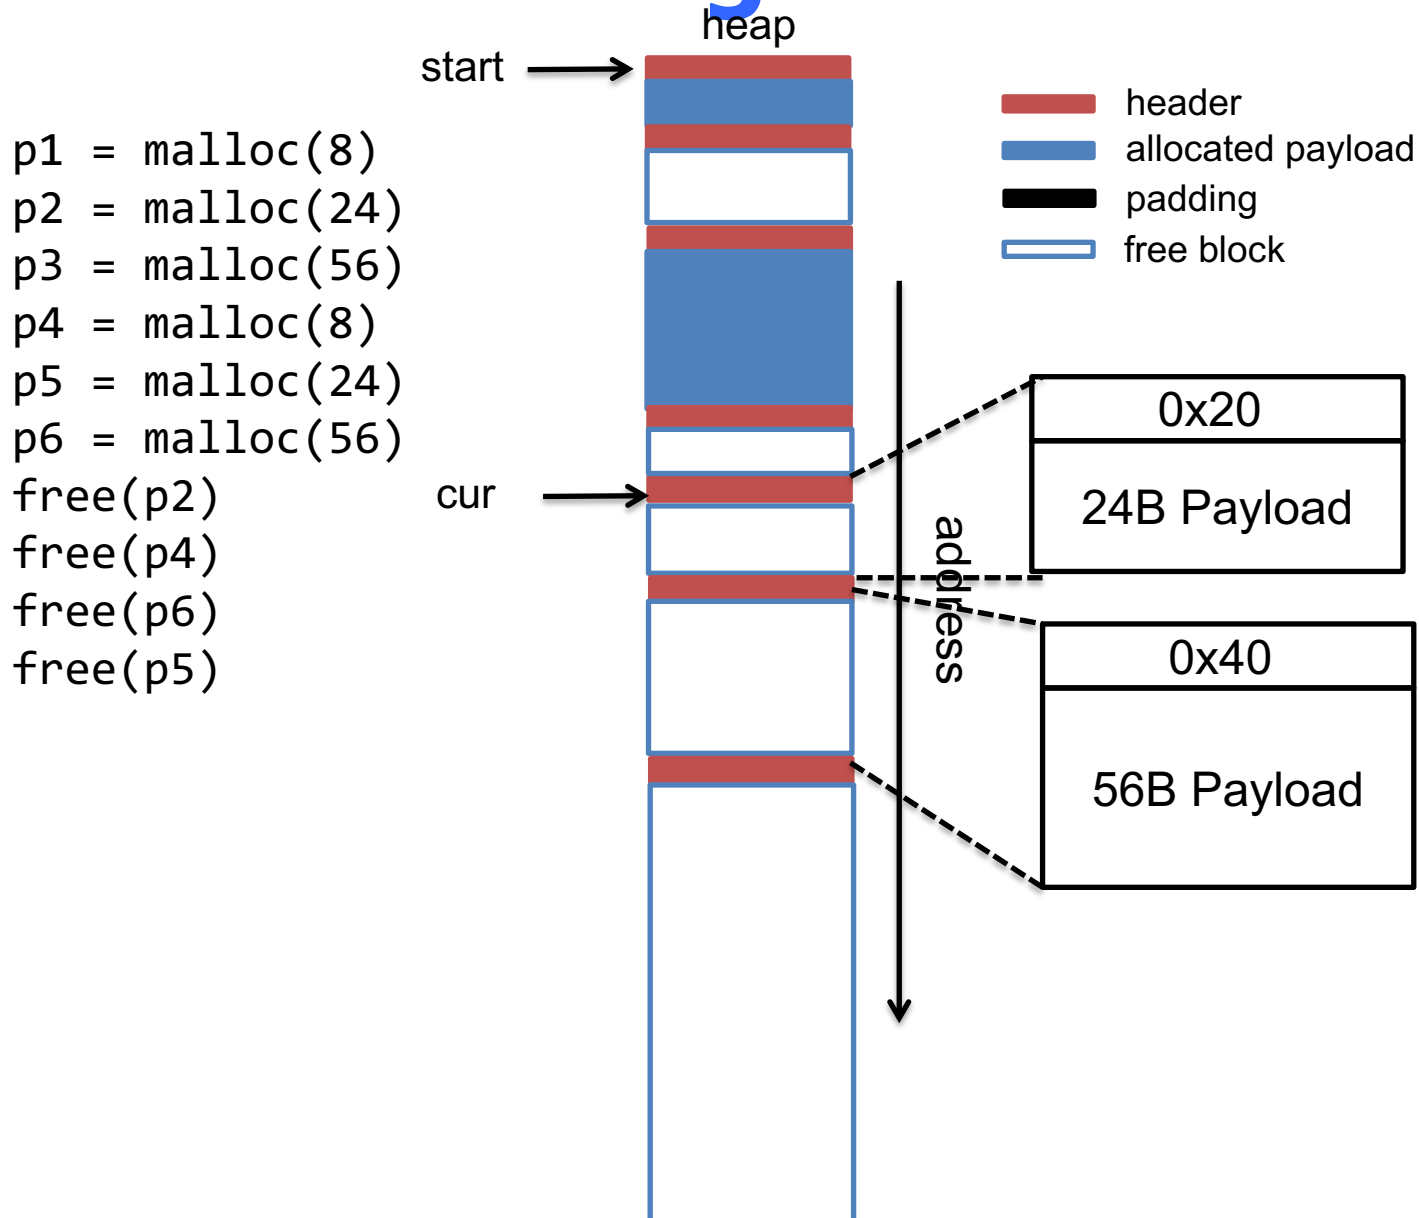 heap
start
header
allocated payload
padding
free block
p1 = malloc(8)
p2 = malloc(24)
p3 = malloc(56)
p4 = malloc(8)
p5 = malloc(24)
p6 = malloc(56)
free(p2)
free(p4)
free(p6)
free(p5)
cur
address
0x20
24B Payload
0x40
56B Payload